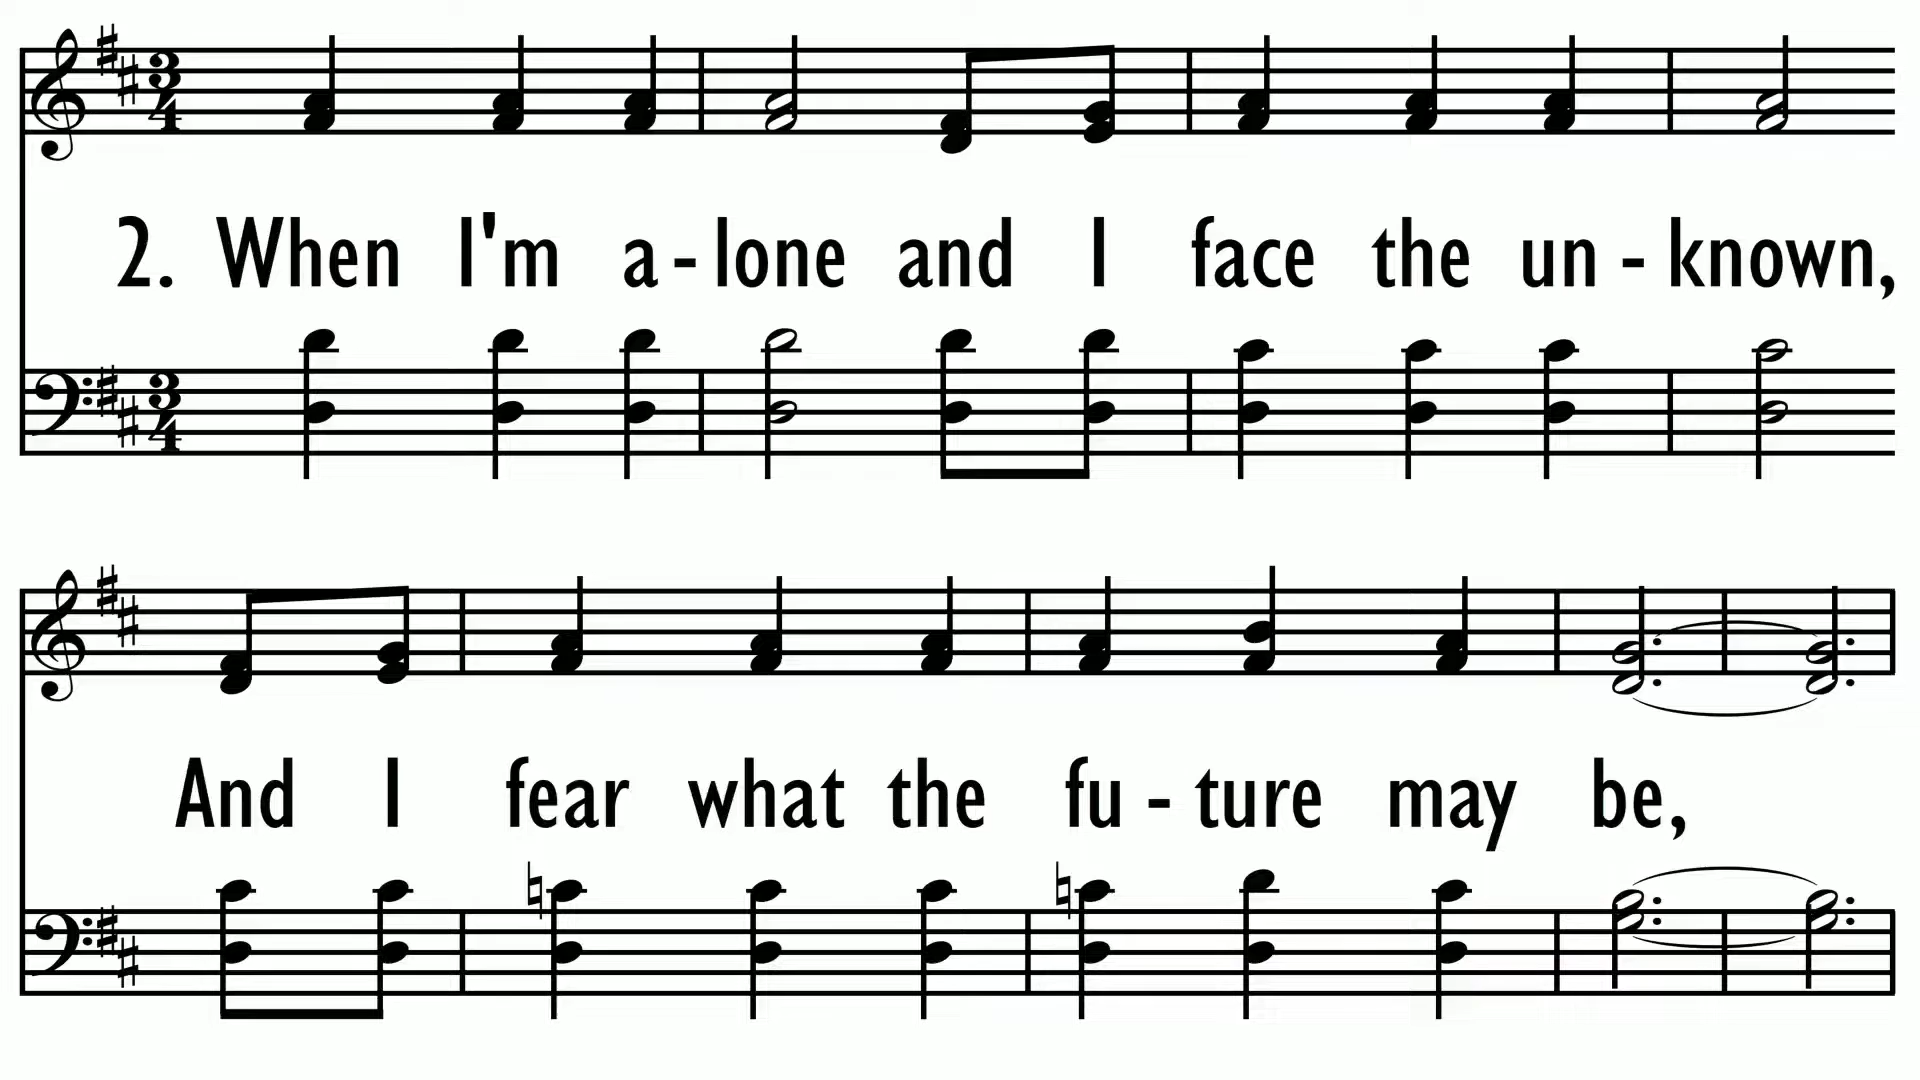 2. When I'm a-lone and I face the un-known,
And I fear what the fu-ture may be,